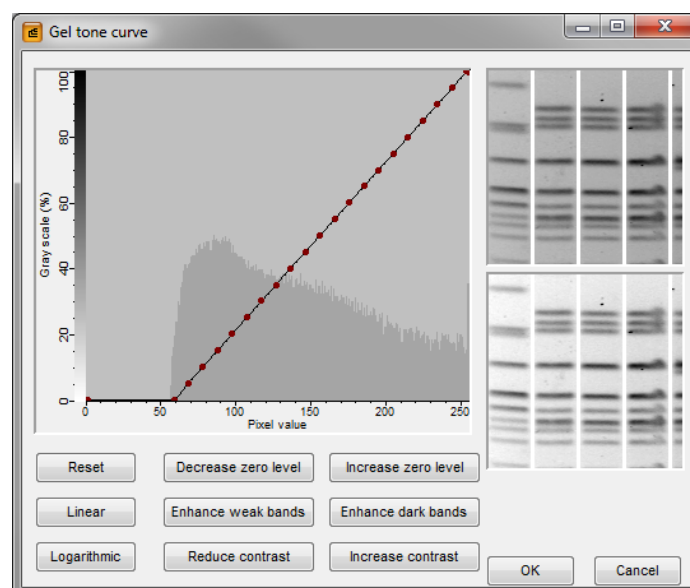 Gel tone curve
100
80
60
40
20
0
Gray scale (%)
0 50 100 150 200 250
Pixel value
Reset Decrease zero level Increase zero level
Linear Enhance weak bands Enhance dark bands
Logarithmic Reduce contrast Increase contrast
OK Cancel